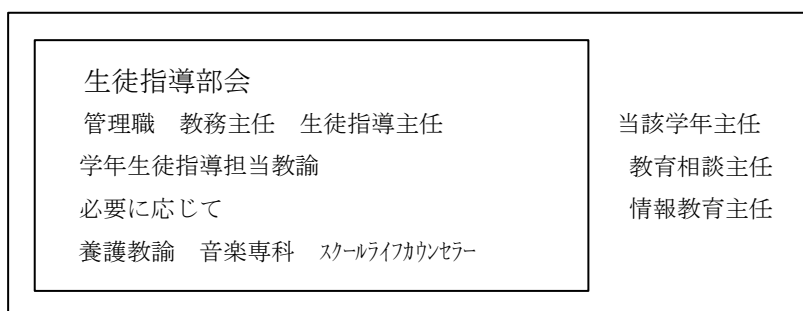 生徒指導部会
管理職　教務主任　生徒指導主任
学年生徒指導担当教諭
必要に応じて
養護教諭　音楽専科　ｽｸｰﾙﾗｲﾌｶｳﾝｾﾗｰ
当該学年主任
教育相談主任
情報教育主任